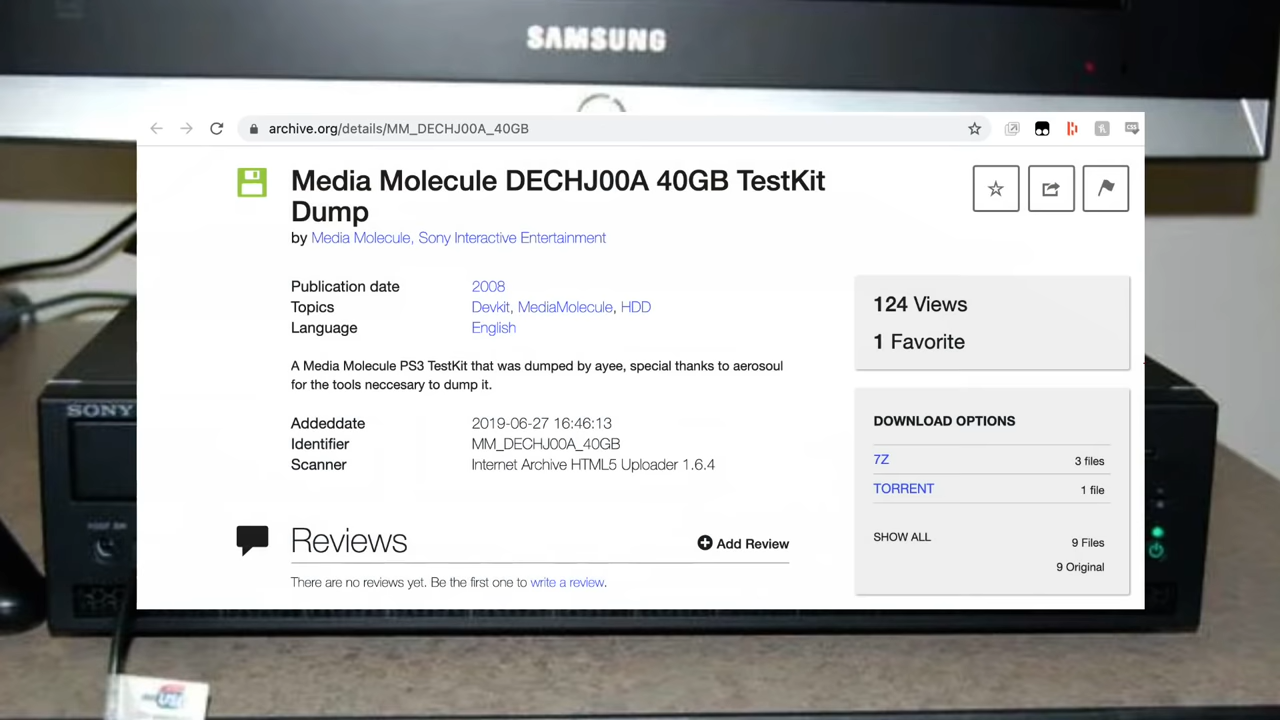 SAMSUNG
archive.org/details/MM_DECHJ00A_40GB
CSS
Media Molecule DECHJ00A 40GB TestKit
Dump
by Media Molecule, Sony Interactive Entertainment
Publication date 2008
Topics Devkit, MediaMolecule, HDD
Language English
124 Views
1 Favorite
A Media Molecule PS3 TestKit that was dumped by ayee, special thanks to aerosoul
for the tools neccesary to dump it.
SONY
DOWNLOAD OPTIONS
Addeddate 2019-06-27 16:46:13
Identifier MM_DECHJ00A_40GB
Scanner Internet Archive HTML5 Uploader 1.6.4
7Z 3 files
TORRENT 1 file
SHOW ALL 9 Files
9 Original
Reviews
Add Review
There are no reviews yet. Be the first one to write a review.